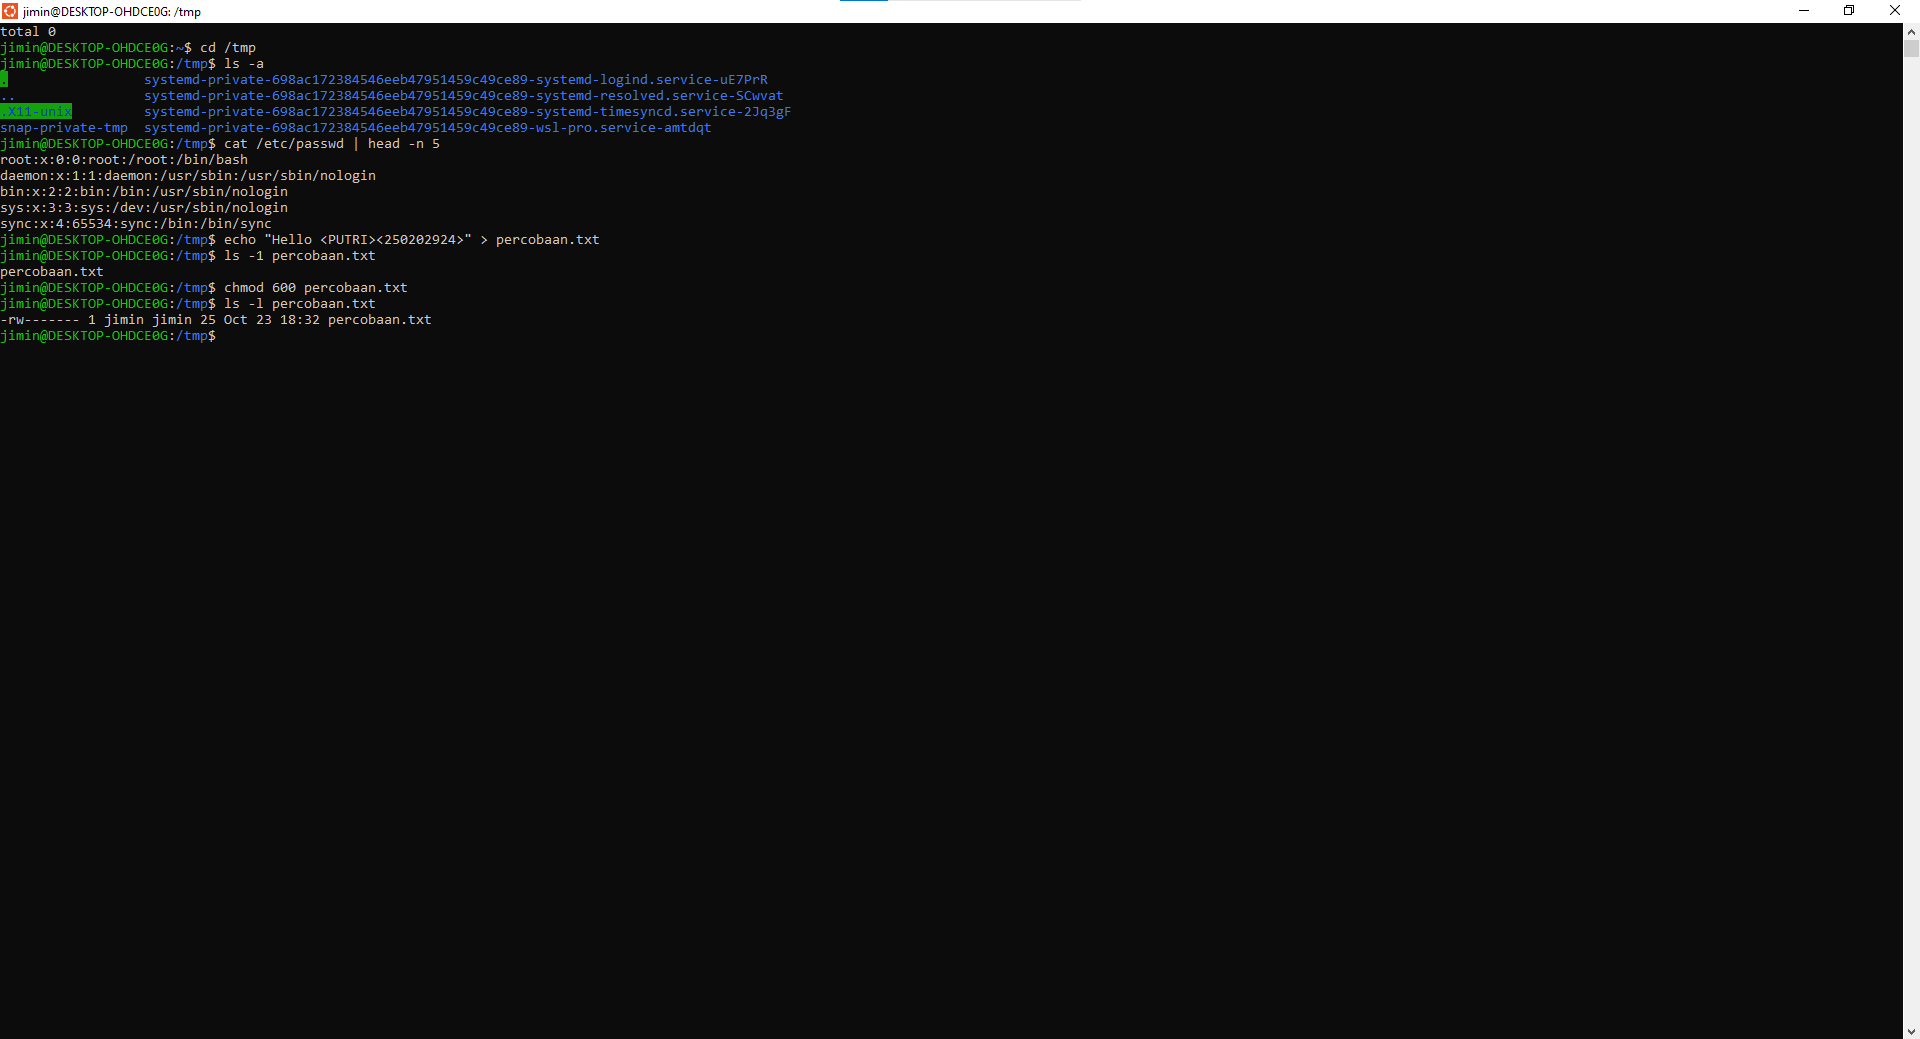 jimin@DESKTOP-OHDCE0G: /tmp
total 0
jimin@DESKTOP-OHDCE0G:~$ cd /tmp
jimin@DESKTOP-OHDCE0G:/tmp$ ls -a
.                 systemd-private-698ac172384546eeb47951459c49ce89-systemd-logind.service-uE7PrR
..                systemd-private-698ac172384546eeb47951459c49ce89-systemd-resolved.service-SCwvat
.X11-unix         systemd-private-698ac172384546eeb47951459c49ce89-systemd-timesyncd.service-2Jq3gF
snap-private-tmp  systemd-private-698ac172384546eeb47951459c49ce89-wsl-pro.service-amtdqt
jimin@DESKTOP-OHDCE0G:/tmp$ cat /etc/passwd | head -n 5
root:x:0:0:root:/root:/bin/bash
daemon:x:1:1:daemon:/usr/sbin:/usr/sbin/nologin
bin:x:2:2:bin:/bin:/usr/sbin/nologin
sys:x:3:3:sys:/dev:/usr/sbin/nologin
sync:x:4:65534:sync:/bin:/bin/sync
jimin@DESKTOP-OHDCE0G:/tmp$ echo "Hello <PUTRI><250202924>" > percobaan.txt
jimin@DESKTOP-OHDCE0G:/tmp$ ls -1 percobaan.txt
percobaan.txt
jimin@DESKTOP-OHDCE0G:/tmp$ chmod 600 percobaan.txt
jimin@DESKTOP-OHDCE0G:/tmp$ ls -l percobaan.txt
-rw------- 1 jimin jimin 25 Oct 23 18:32 percobaan.txt
jimin@DESKTOP-OHDCE0G:/tmp$